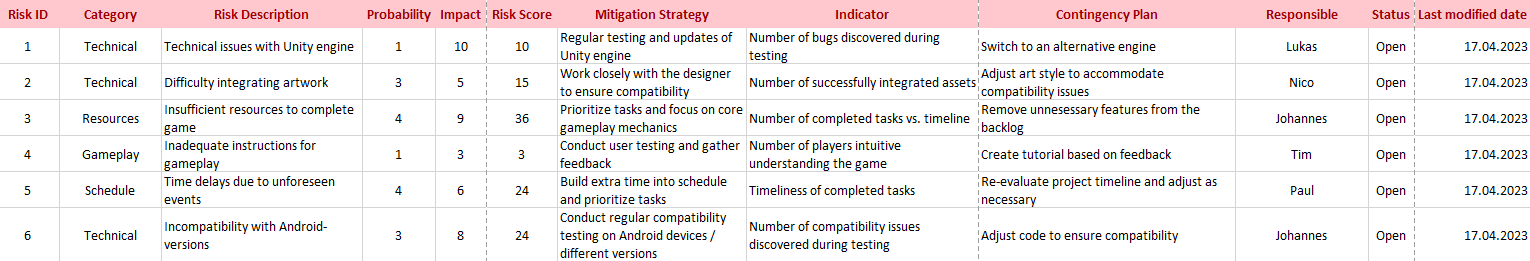 Risk ID Category Risk Description Probability Impact Risk Score Mitigation Strategy Indicator Contingency Plan Responsible Status Last modified date
1 Technical Technical issues with Unity engine 1 10 10 Regular testing and updates of Unity engine Number of bugs discovered during testing Switch to an alternative engine Lukas Open 17.04.2023
2 Technical Difficulty integrating artwork 3 5 15 Work closely with the designer to ensure compatibility Number of successfully integrated assets Adjust art style to accommodate compatibility issues Nico Open 17.04.2023
3 Resources Insufficient resources to complete game 4 9 36 Prioritize tasks and focus on core gameplay mechanics Number of completed tasks vs. timeline Remove unnesessary features from the backlog Johannes Open 17.04.2023
4 Gameplay Inadequate instructions for gameplay 1 3 3 Conduct user testing and gather feedback Number of players intuitive understanding the game Create tutorial based on feedback Tim Open 17.04.2023
5 Schedule Time delays due to unforeseen events 4 6 24 Build extra time into schedule and prioritize tasks Timeliness of completed tasks Re-evaluate project timeline and adjust as necessary Paul Open 17.04.2023
6 Technical Incompatibility with Android-versions 3 8 24 Conduct regular compatibility testing on Android devices / different versions Number of compatibility issues discovered during testing Adjust code to ensure compatibility Johannes Open 17.04.2023